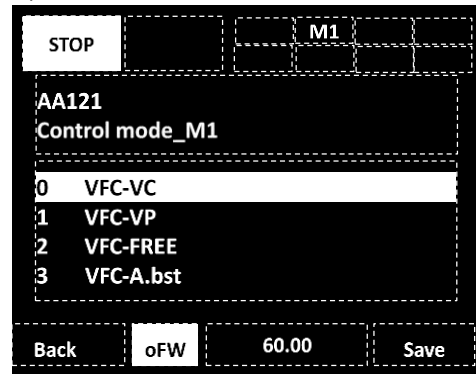 STOP M1
AA121
Control mode_M1
0 VFC-VC
1 VFC-VP
2 VFC-FREE
3 VFC-A.bst
Back oFW 60.00 Save